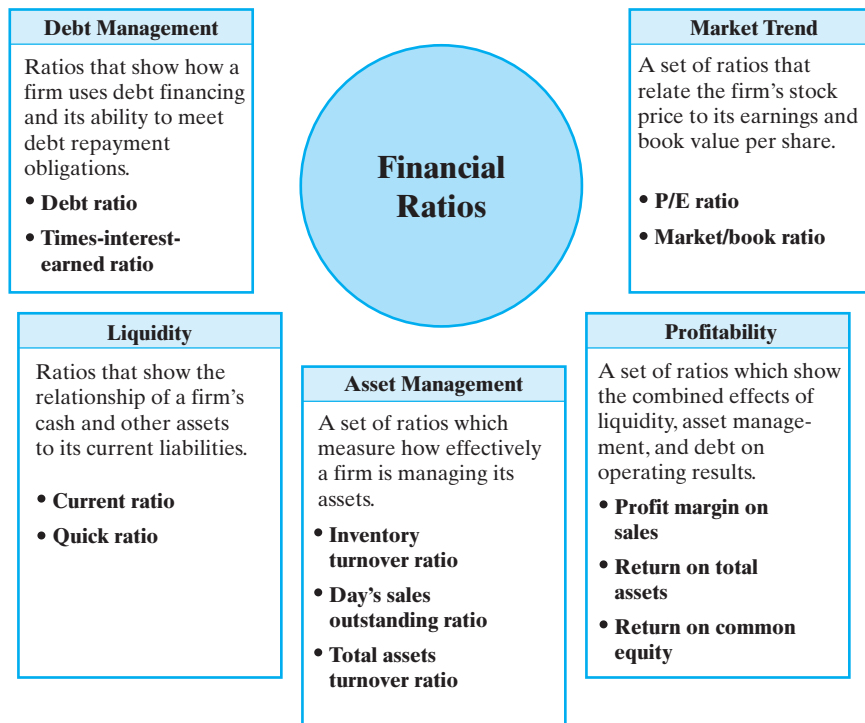 Debt Management
Ratios that show how a
firm uses debt financing
and its ability to meet
debt repayment
obligations.
• Debt ratio
• Times-interest-
earned ratio
Financial
Ratios
Market Trend
A set of ratios that
relate the firm's stock
price to its earnings and
book value per share.
• P/E ratio
• Market/book ratio
Liquidity
Ratios that show the
relationship of a firm's
cash and other assets
to its current liabilities.
• Current ratio
• Quick ratio
Asset Management
A set of ratios which
measure how effectively
a firm is managing its
assets.
• Inventory
turnover ratio
• Day's sales
outstanding ratio
• Total assets
turnover ratio
Profitability
A set of ratios which show
the combined effects of
liquidity, asset manage-
ment, and debt on
operating results.
• Profit margin on
sales
• Return on total
assets
• Return on common
equity